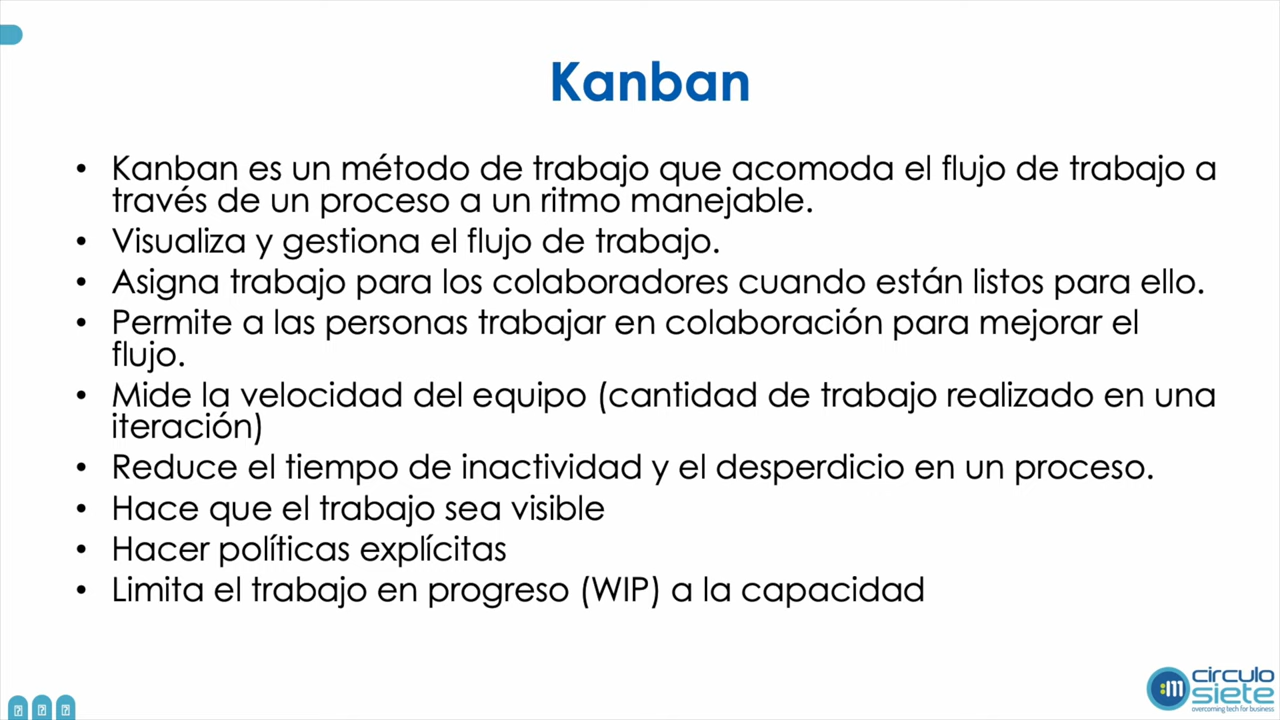 Kanban
• Kanban es un método de trabajo que acomoda el flujo de trabajo a
través de un proceso a un ritmo manejable.
• Visualiza y gestiona el flujo de trabajo.
• Asigna trabajo para los colaboradores cuando están listos para ello.
• Permite a las personas trabajar en colaboración para mejorar el
flujo.
• Mide la velocidad del equipo (cantidad de trabajo realizado en una
iteración)
• Reduce el tiempo de inactividad y el desperdicio en un proceso.
• Hace que el trabajo sea visible
• Hacer políticas explícitas
• Limita el trabajo en progreso (WIP) a la capacidad
:m
circulo
siete
overcoming tech for business